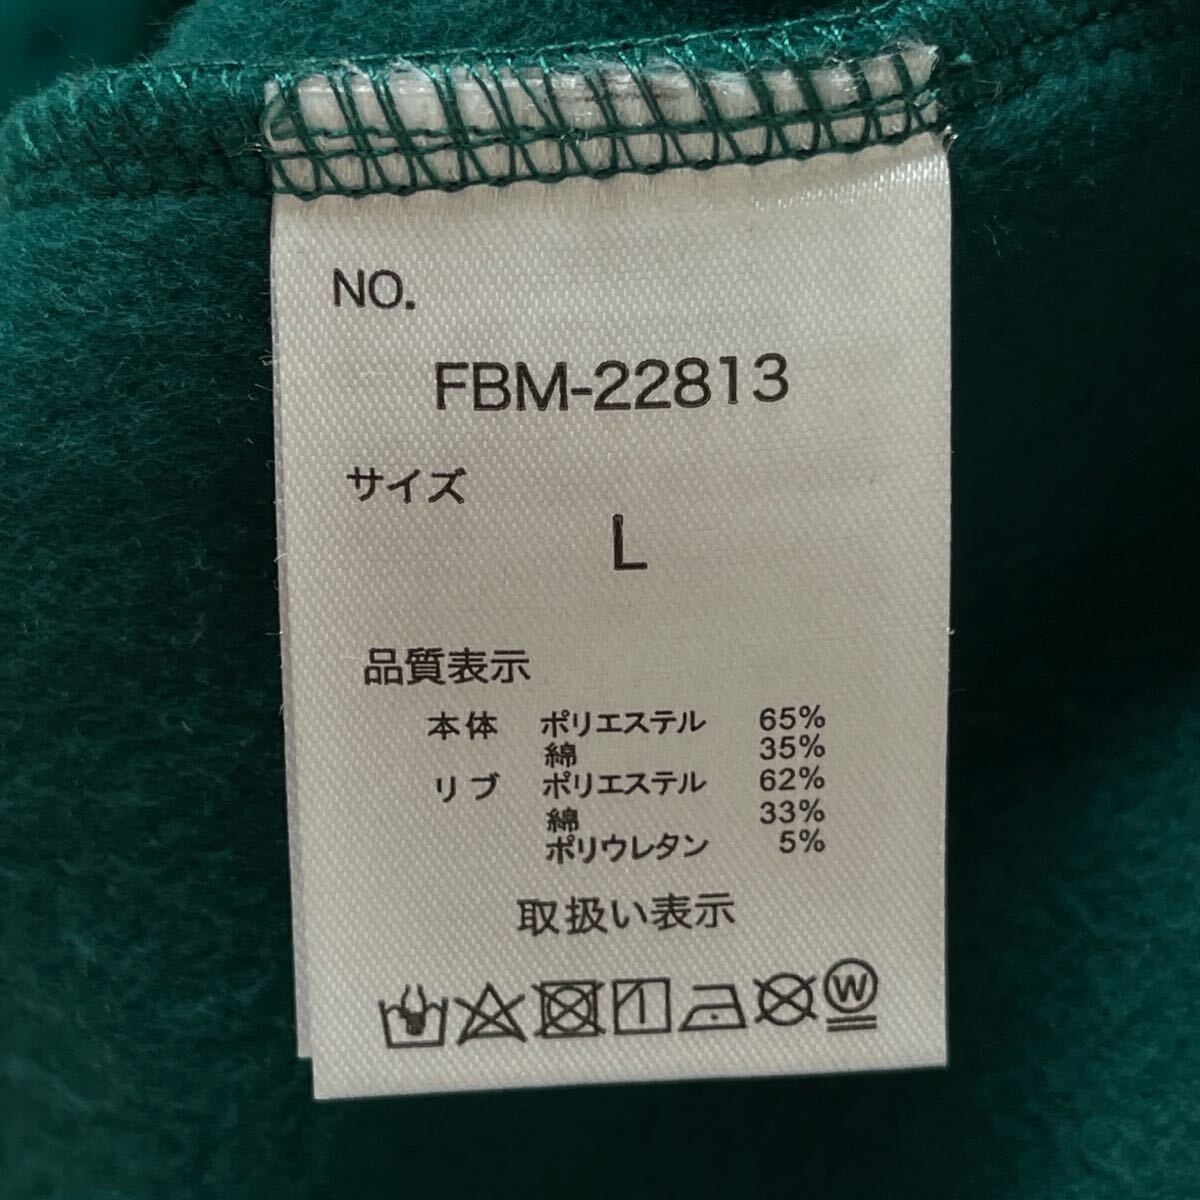 NO.
FBM-22813
サイズ
L
品質表示
本体 ポリエステル 65%
綿 35%
リブ ポリエステル 62%
綿 33%
ポリウレタン 5%
取扱い表示
W